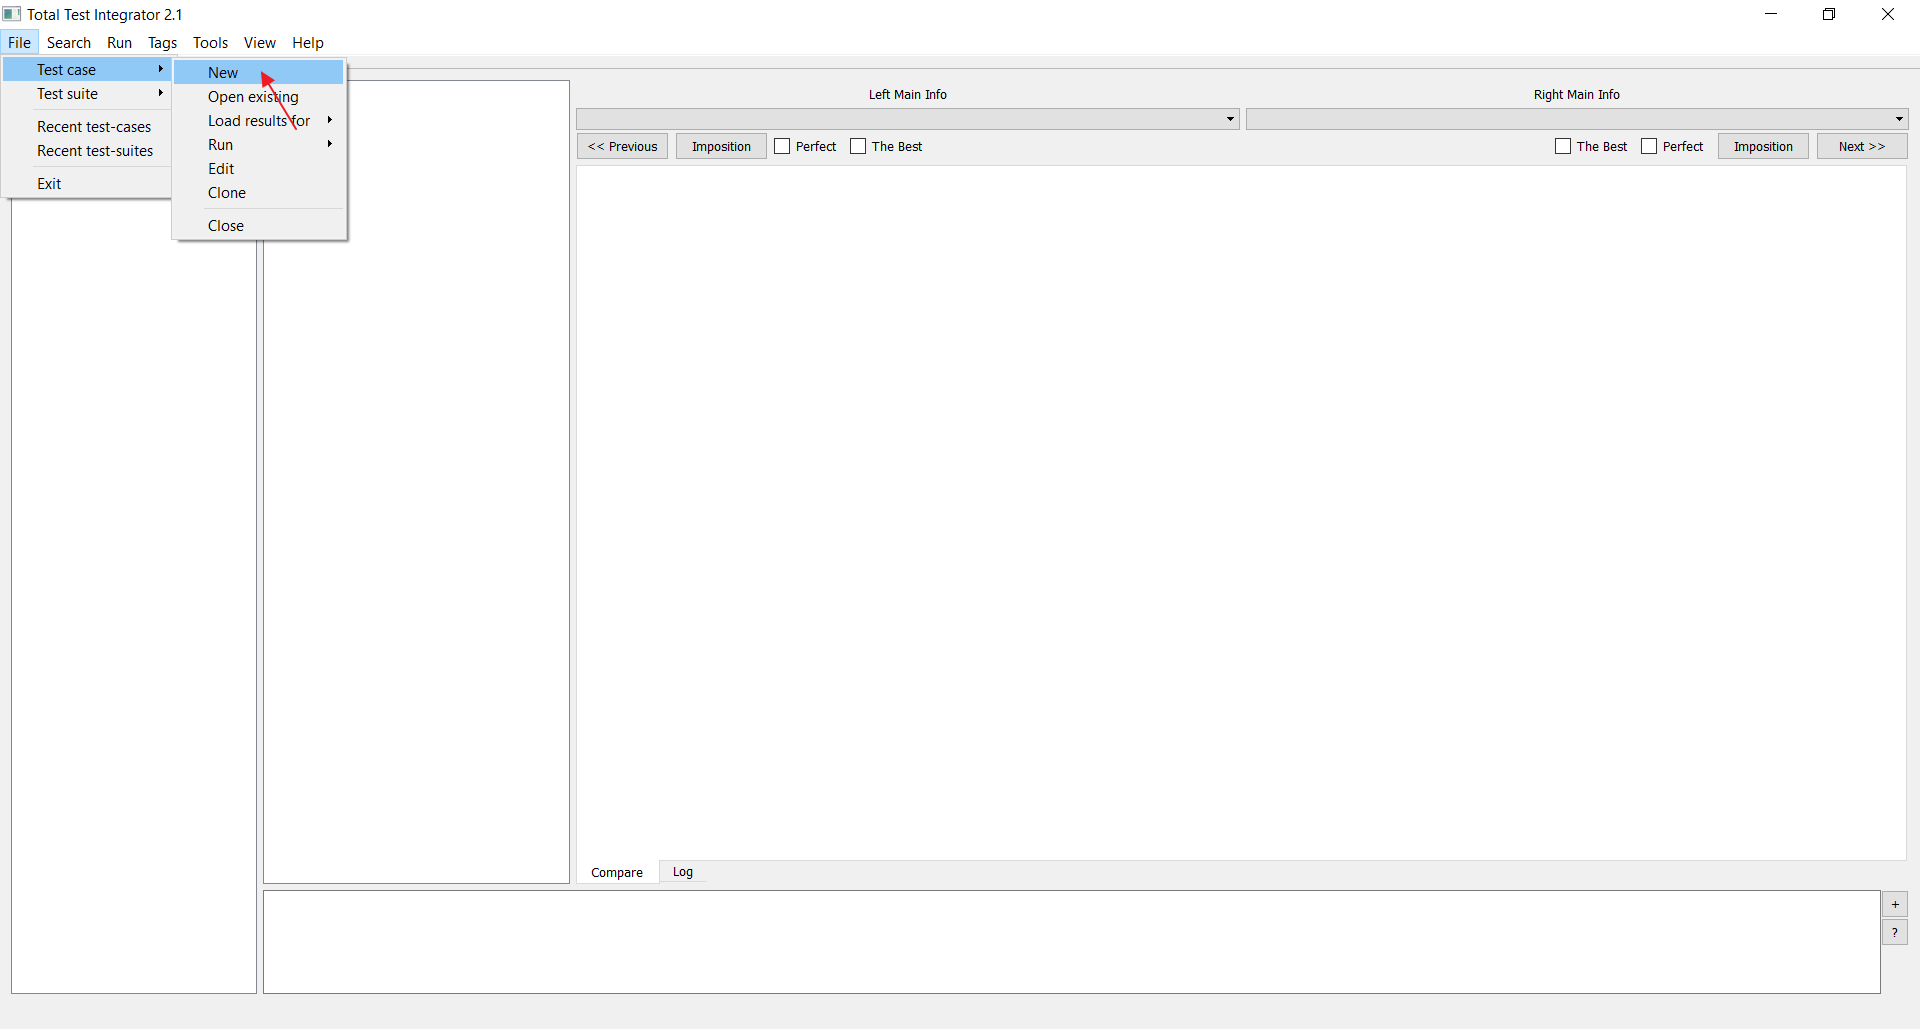 Total Test Integrator 2.1
File Search Run Tags Tools View Help
Test case
Test suite
Recent test-cases
Recent test-suites
Exit
New
Open existing
Load results for
Run
Edit
Clone
Close
Left Main Info
Right Main Info
<< Previous Imposition Perfect The Best
The Best Perfect Imposition Next >>
Compare Log
+
?